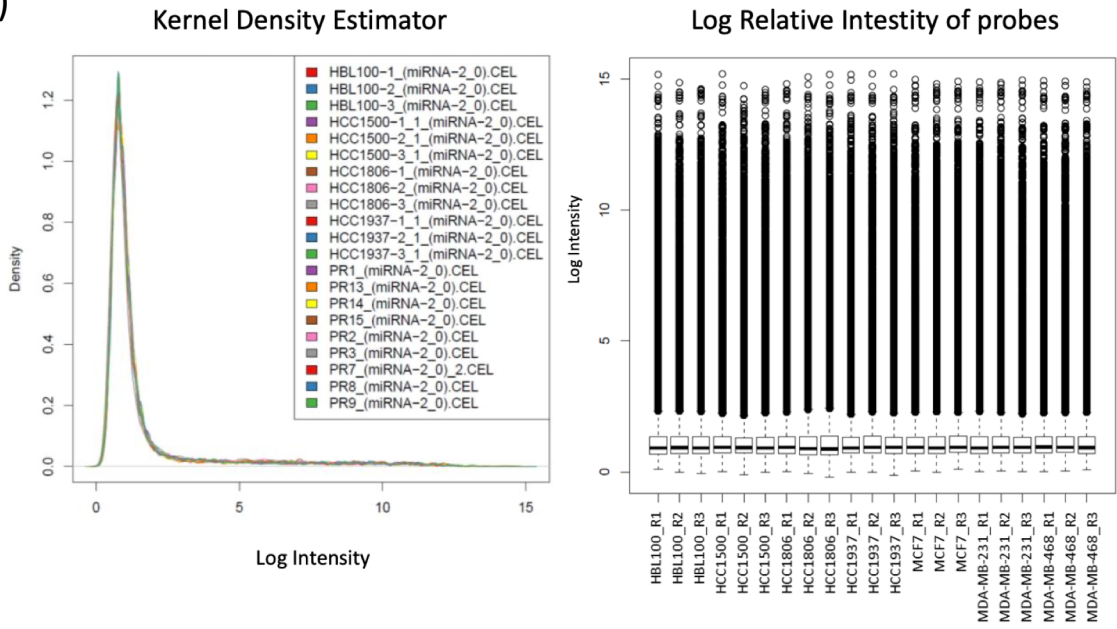 )
Kernel Density Estimator
Density
1.2
1.0
0.8
0.6
0.4
0.2
0.0
HBL100-1_(miRNA-2_0).CEL
HBL100-2_(miRNA-2_0).CEL
HBL100-3_(miRNA-2_0).CEL
HCC1500-1_1_(miRNA-2_0).CEL
HCC1500-2_1_(miRNA-2_0).CEL
HCC1500-3_1_(miRNA-2_0).CEL
HCC1806-1_(miRNA-2_0).CEL
HCC1806-2_(miRNA-2_0).CEL
HCC1806-3_(miRNA-2_0).CEL
HCC1937-1_1_(miRNA-2_0).CEL
HCC1937-2_1_(miRNA-2_0).CEL
HCC1937-3_1_(miRNA-2_0).CEL
PR1_(miRNA-2_0).CEL
PR13_(miRNA-2_0).CEL
PR14_(miRNA-2_0).CEL
PR15_(miRNA-2_0).CEL
PR2_(miRNA-2_0).CEL
PR3_(miRNA-2_0).CEL
PR7_(miRNA-2_0)_2.CEL
PR8_(miRNA-2_0).CEL
PR9_(miRNA-2_0).CEL
0 5 10 15
Log Intensity
Log Relative Intestity of probes
Log Intensity
15
10
5
0
HBL100_R1
HBL100_R2
HBL100_R3
HCC1500_R1
HCC1500_R2
HCC1500_R3
HCC1806_R1
HCC1806_R2
HCC1806_R3
HCC1937_R1
HCC1937_R2
HCC1937_R3
MCF7_R1
MCF7_R2
MCF7_R3
MDA-MB-231_R1
MDA-MB-231_R2
MDA-MB-231_R3
MDA-MB-468_R1
MDA-MB-468_R2
MDA-MB-468_R3